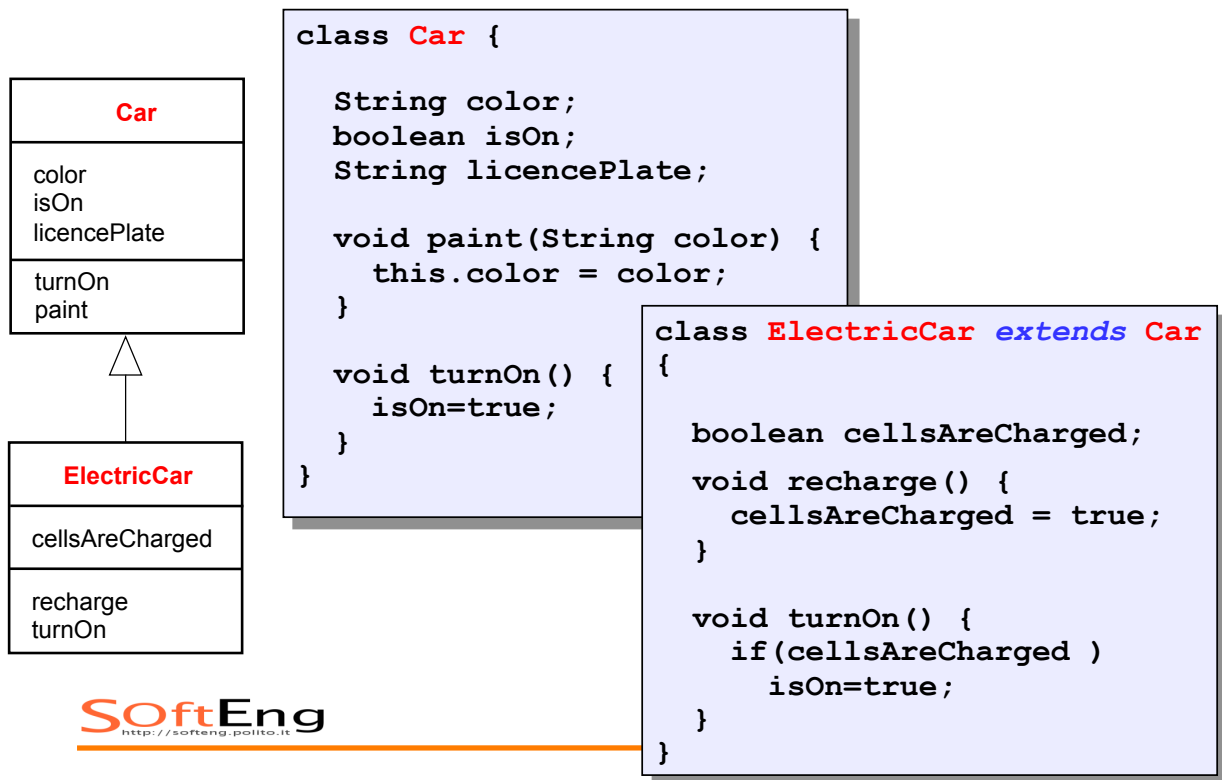 Car
color
isOn
licencePlate
turnOn
paint
ElectricCar
cellsAreCharged
recharge
turnOn
class Car {
String color;
boolean isOn;
String licencePlate;
void paint(String color) {
this.color = color;
}
void turnOn() {
isOn=true;
}
}
class ElectricCar extends Car
{
boolean cellsAreCharged;
void recharge() {
cellsAreCharged = true;
}
void turnOn() {
if(cellsAreCharged )
isOn=true;
}
}
SOftEng
http://softeng.polito.it